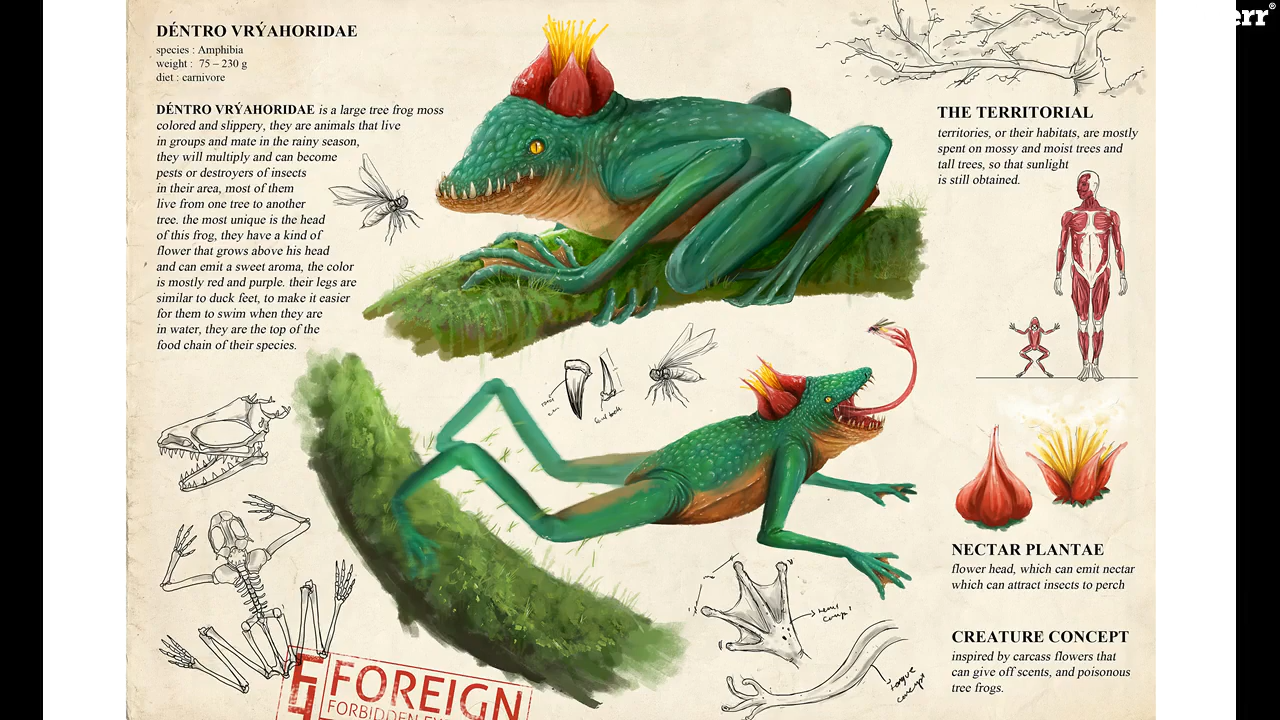 DÉNTRO VRÝAHORIDAE
species : Amphibia
weight : 75 – 230 g
diet : carnivore
DÉNTRO VRÝAHORIDAE is a large tree frog moss
colored and slippery, they are animals that live
in groups and mate in the rainy season,
they will multiply and can become
pests or destroyers of insects
in their area, most of them
live from one tree to another
tree. the most unique is the head
of this frog, they have a kind of
flower that grows above his head
and can emit a sweet aroma, the color
is mostly red and purple. their legs are
similar to duck feet, to make it easier
for them to swim when they are
in water, they are the top of the
food chain of their species.
THE TERRITORIAL
territories, or their habitats, are mostly
spent on mossy and moist trees and
tall trees, so that sunlight
is still obtained.
NECTAR PLANTAE
flower head, which can emit nectar
which can attract insects to perch
CREATURE CONCEPT
inspired by carcass flowers that
can give off scents, and poisonous
tree frogs.
concept
FOREIGN
FORBIDDEN
err®